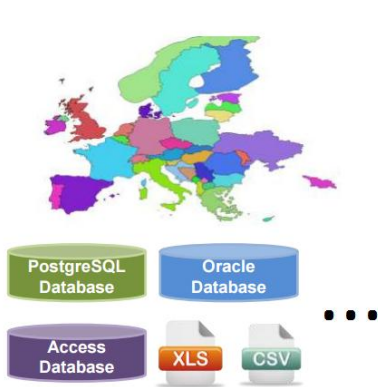 PostgreSQL
Database
Oracle
Database
...
Access
Database
XLS
CSV